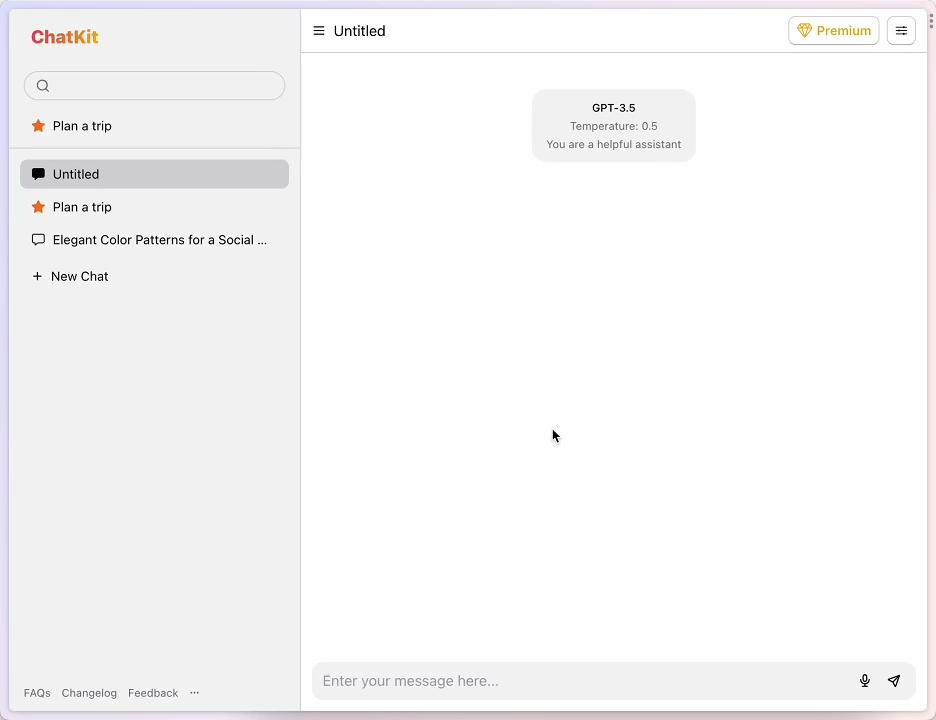 ChatKit
Plan a trip
Untitled
Plan a trip
Elegant Color Patterns for a Social ...
+ New Chat
FAQs Changelog Feedback ···
Untitled
Premium
GPT-3.5
Temperature: 0.5
You are a helpful assistant
Enter your message here...